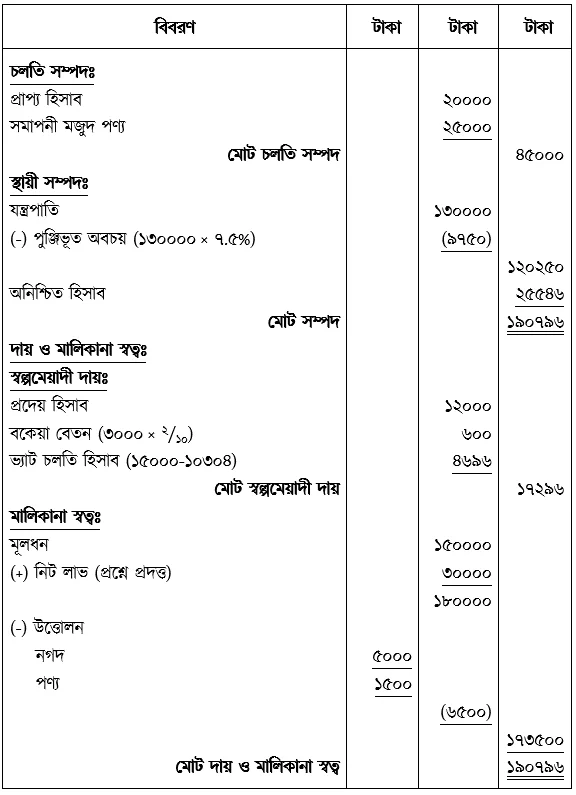 বিবরণ টাকা টাকা টাকা
চলতি সম্পদঃ
প্রাপ্য হিসাব ২০০০০
সমাপনী মজুদ পণ্য ২৫০০০
মোট চলতি সম্পদ ৪৫০০০
স্থায়ী সম্পদঃ
যন্ত্রপাতি ১৩০০০০
(-) পুঞ্জিভূত অবচয় (১৩০০০০ × ৭.৫%) (৯৭৫০)
১২০২৫০
অনিশ্চিত হিসাব ২৫৫৪৬
মোট সম্পদ ১৯০৭৯৬
দায় ও মালিকানা স্বত্বঃ
স্বল্পমেয়াদী দায়ঃ
প্রদেয় হিসাব ১২০০০
বকেয়া বেতন (৩০০০ × ২/১০) ৬০০
ভ্যাট চলতি হিসাব (১৫০০০-১০৩০৪) ৪৬৯৬
মোট স্বল্পমেয়াদী দায় ১৭২৯৬
মালিকানা স্বত্বঃ
মূলধন ১৫০০০০
(+) নিট লাভ (প্রশ্নে প্রদত্ত) ৩০০০০
১৮০০০০
(-) উত্তোলন
নগদ ৫০০০
পণ্য ১৫০০
(৬৫০০)
১৭৩৫০০
মোট দায় ও মালিকানা স্বত্ব ১৯০৭৯৬